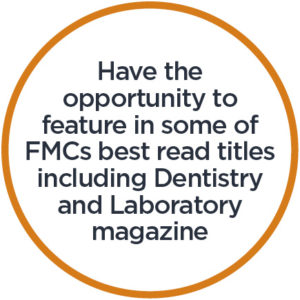 Have the
opportunity to
feature in some of
FMCs best read titles
including Dentistry
and Laboratory
magazine